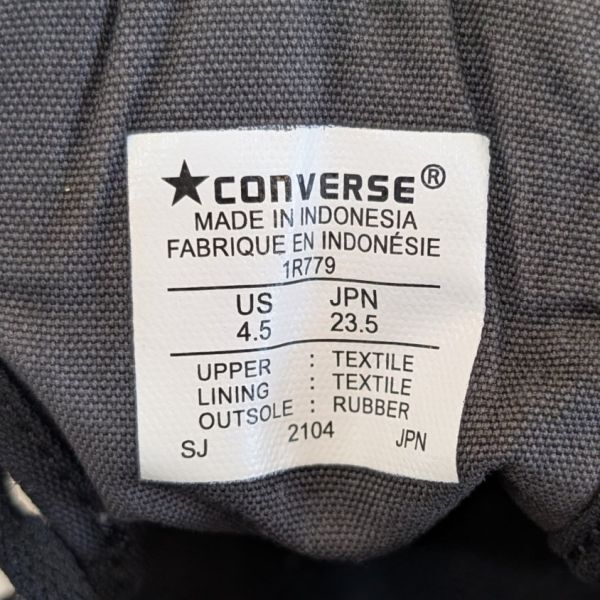 ★CONVERSE®
MADE IN INDONESIA
FABRIQUE EN INDONÉSIE
1R779
US JPN
4.5 23.5
UPPER : TEXTILE
LINING : TEXTILE
OUTSOLE : RUBBER
SJ 2104 JPN